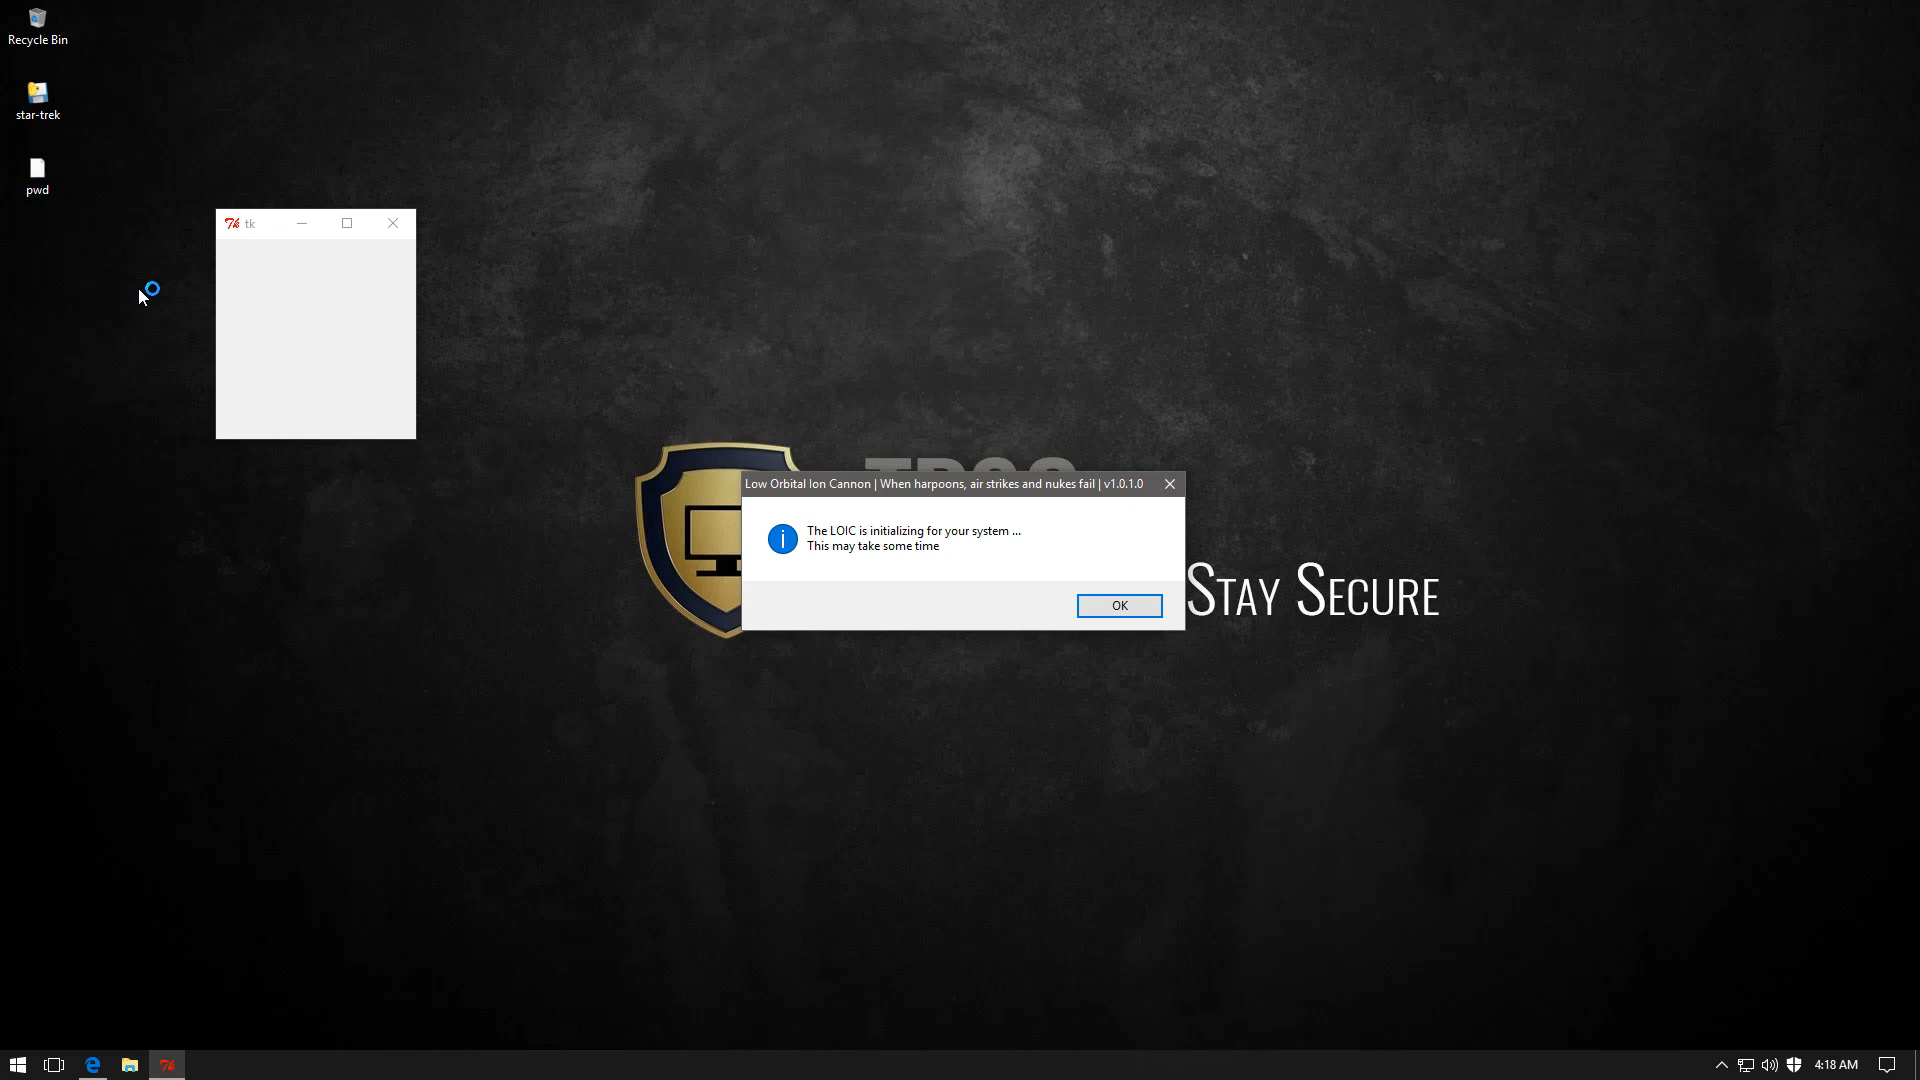 Recycle Bin
star-trek
pwd
tk
Low Orbital Ion Cannon | When harpoons, air strikes and nukes fail | v1.0.1.0
The LOIC is initializing for your system ...
This may take some time
OK
Stay Secure
4:18 AM